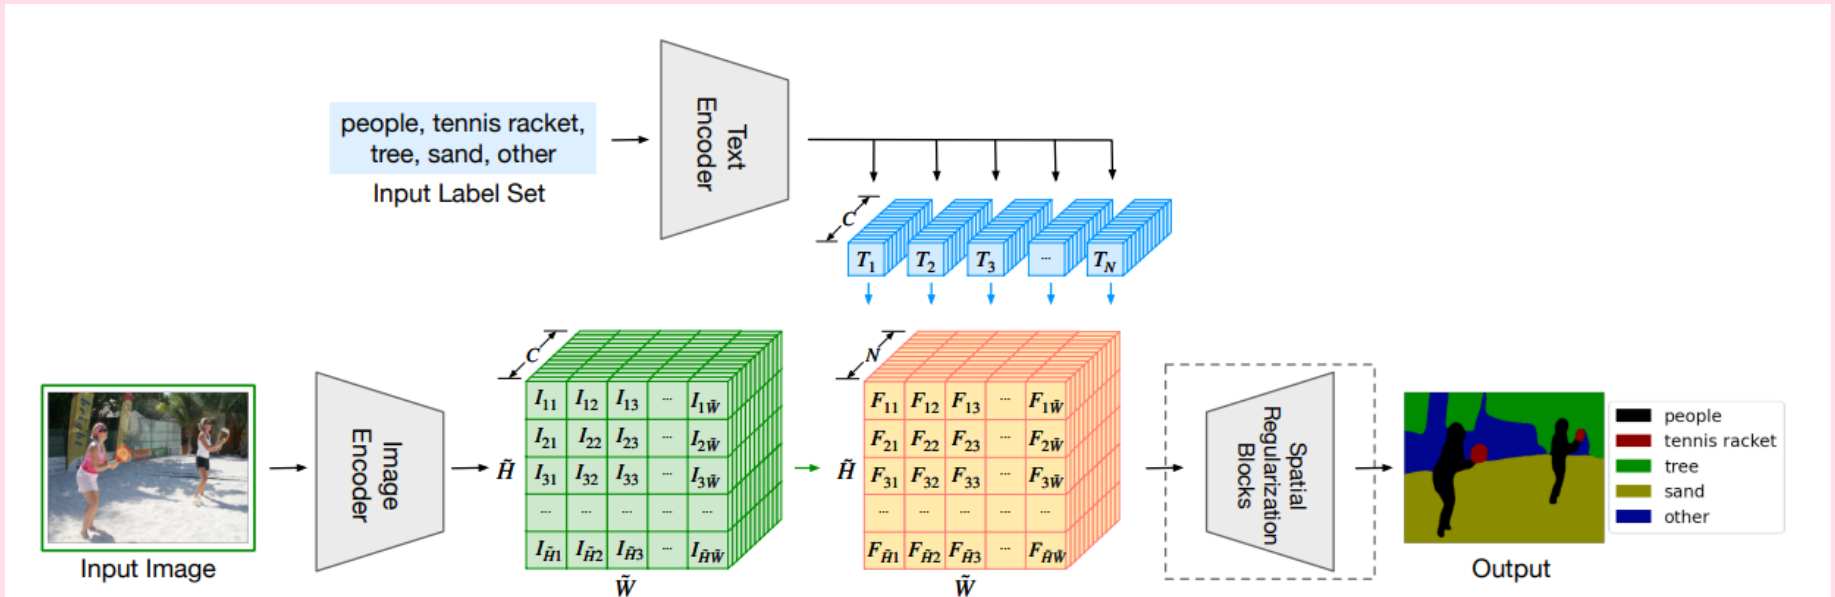 people, tennis racket,
tree, sand, other
Input Label Set
Text
Encoder
C
T₁ T₂ T₃ ... T_N
C
I₁₁ I₁₂ I₁₃ ... I₁W̃
I₂₁ I₂₂ I₂₃ ... I₂W̃
I₃₁ I₃₂ I₃₃ ... I₃W̃
... ... ... ... ...
I_H̃1 I_H̃2 I_H̃3 ... I_H̃W̃
H̃
W̃
N
F₁₁ F₁₂ F₁₃ ... F₁W̃
F₂₁ F₂₂ F₂₃ ... F₂W̃
F₃₁ F₃₂ F₃₃ ... F₃W̃
... ... ... ... ...
F_H̃1 F_H̃2 F_H̃3 ... F_H̃W̃
H̃
W̃
Input Image
Image
Encoder
Spatial
Regularization
Blocks
Output
people
tennis racket
tree
sand
other